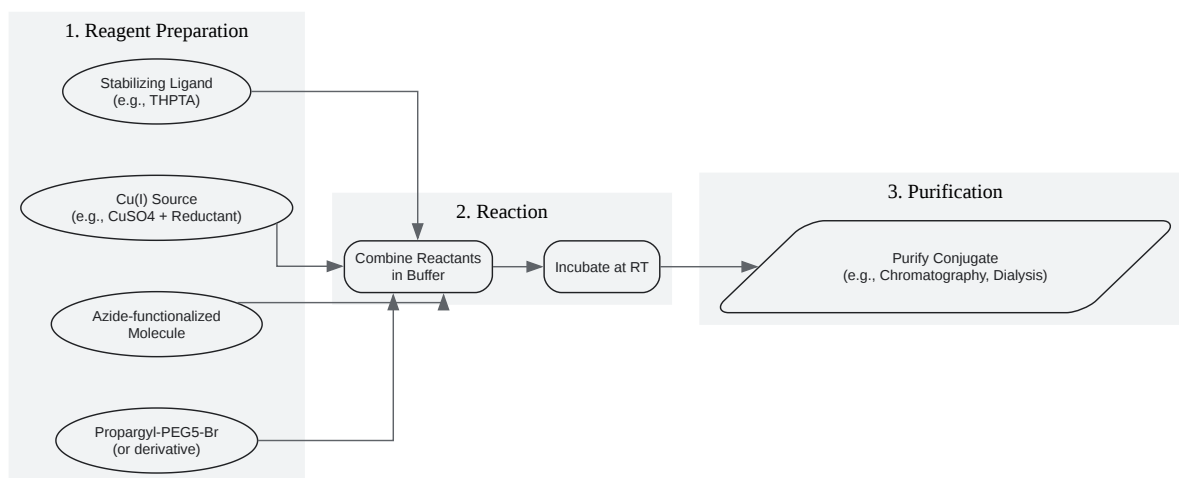 1. Reagent Preparation
Stabilizing Ligand
(e.g., THPTA)
Cu(I) Source
(e.g., CuSO4 + Reductant)
Azide-functionalized
Molecule
Propargyl-PEG5-Br
(or derivative)
2. Reaction
Combine Reactants
in Buffer
Incubate at RT
3. Purification
Purify Conjugate
(e.g., Chromatography, Dialysis)